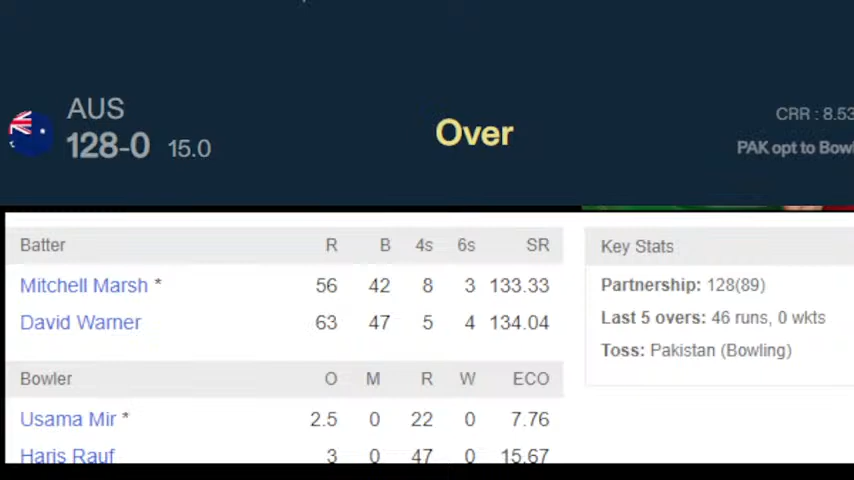 AUS
128-0 15.0
Over
CRR : 8.53
PAK opt to Bowl
Batter R B 4s 6s SR
Mitchell Marsh * 56 42 8 3 133.33
David Warner 63 47 5 4 134.04
Bowler O M R W ECO
Usama Mir * 2.5 0 22 0 7.76
Haris Rauf 3 0 47 0 15.67
Key Stats
Partnership: 128(89)
Last 5 overs: 46 runs, 0 wkts
Toss: Pakistan (Bowling)